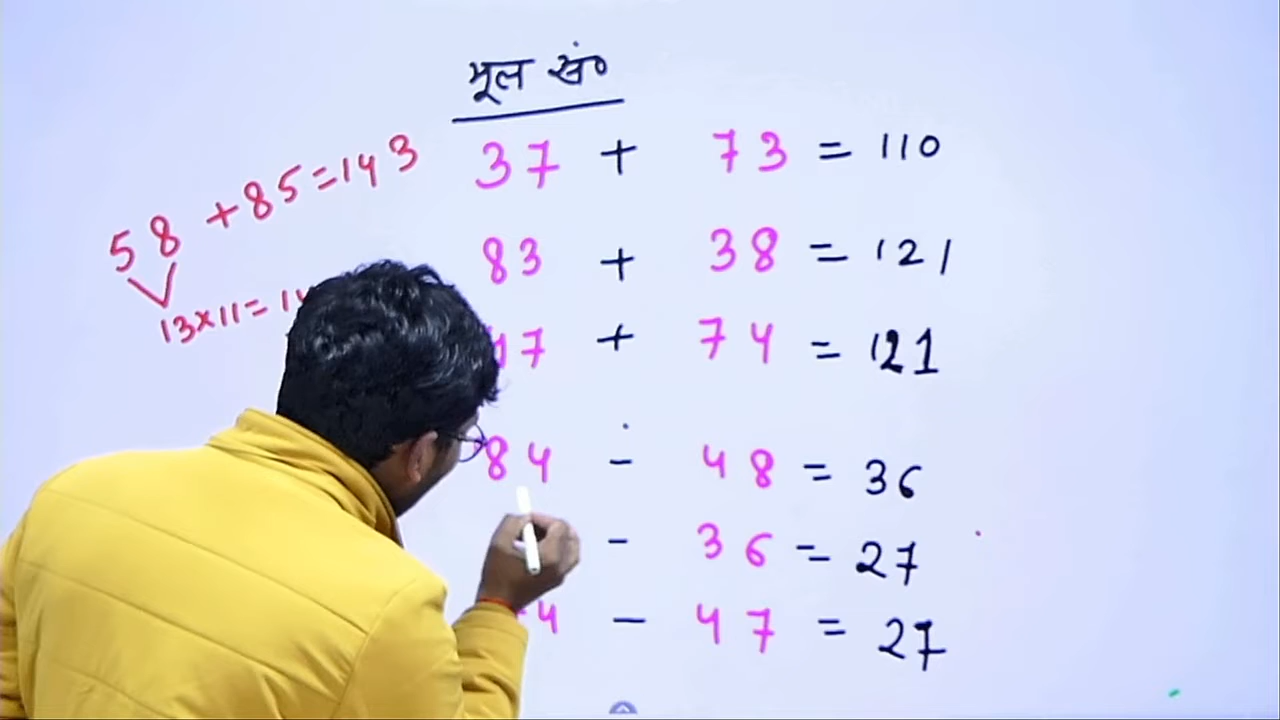 मूल सं०
37 + 73 = 110
58 + 85 = 143
83 + 38 = 121
13×11=
7 + 74 = 121
84 - 48 = 36
- 36 = 27
4 - 47 = 27